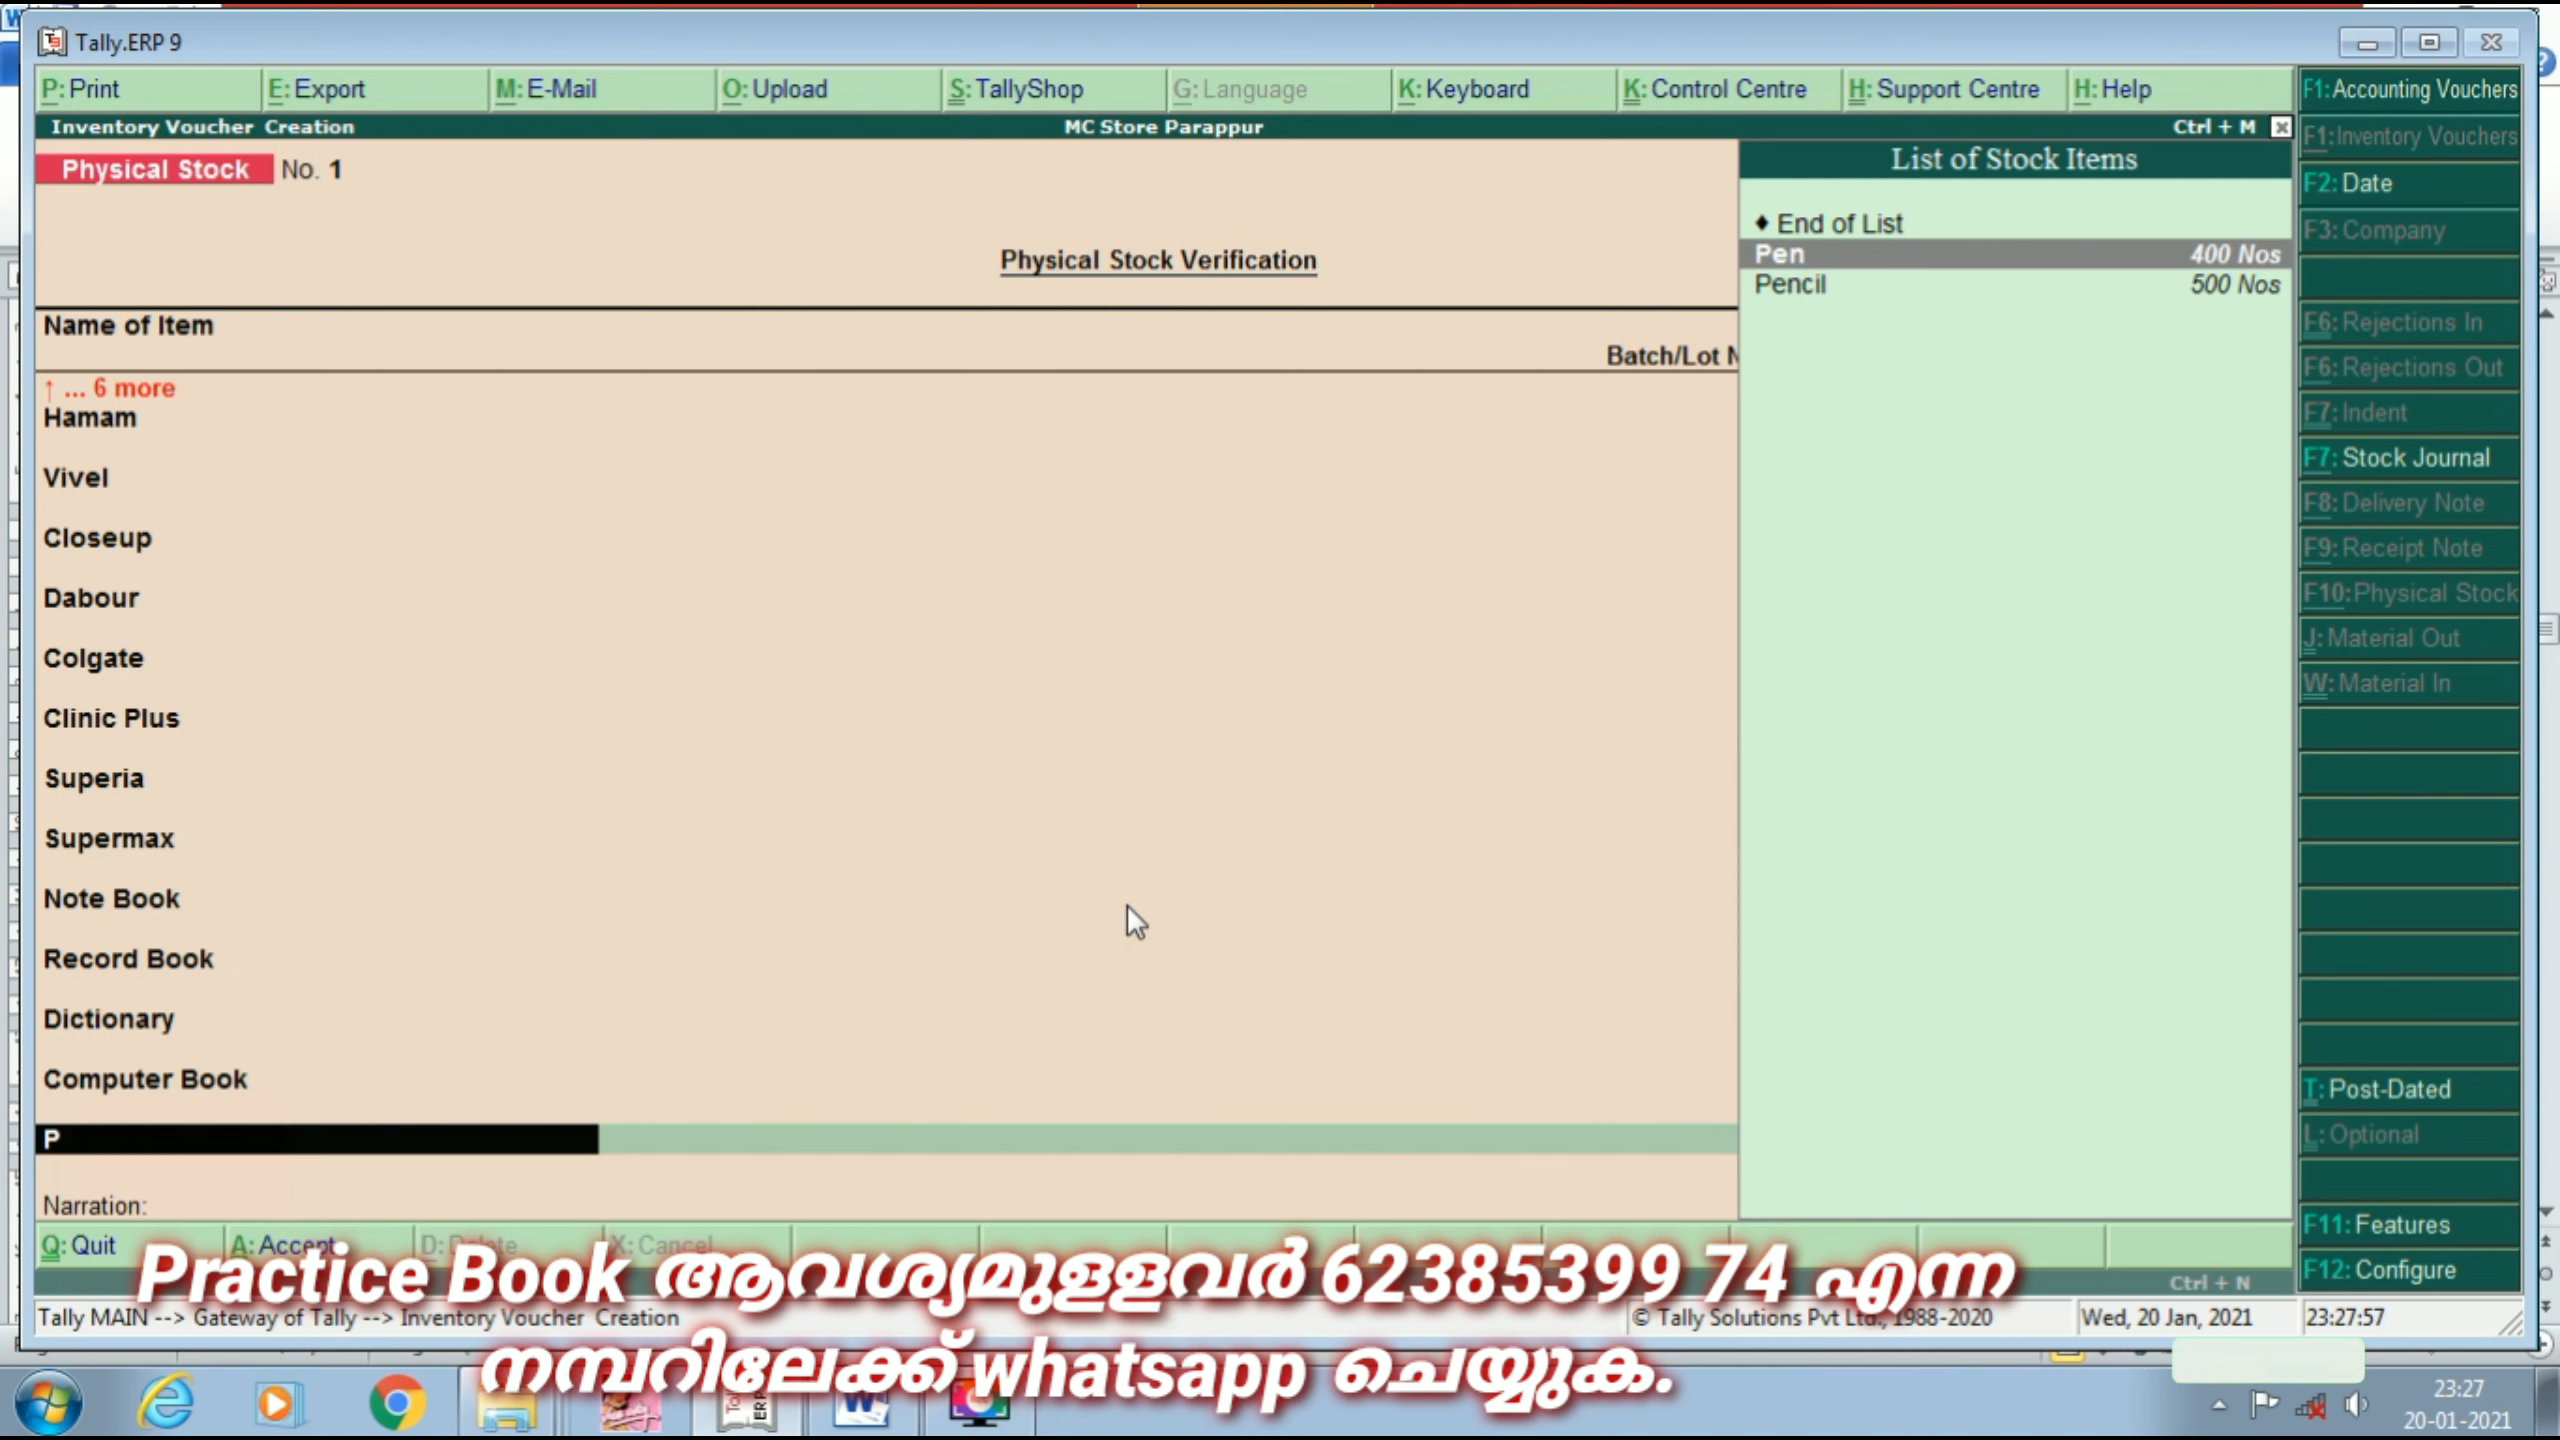 Tally.ERP 9
P: Print E: Export M: E-Mail O: Upload S: TallyShop G: Language K: Keyboard K: Control Centre H: Support Centre H: Help
Inventory Voucher Creation MC Store Parappur Ctrl + M
Physical Stock No. 1
Physical Stock Verification
Name of Item
Batch/Lot N
↑ ... 6 more
Hamam
Vivel
Closeup
Dabour
Colgate
Clinic Plus
Superia
Supermax
Note Book
Record Book
Dictionary
Computer Book
P
Narration:
List of Stock Items
♦ End of List
Pen 400 Nos
Pencil 500 Nos
F1: Accounting Vouchers
F1: Inventory Vouchers
F2: Date
F3: Company
F6: Rejections In
F6: Rejections Out
F7: Indent
F7: Stock Journal
F8: Delivery Note
F9: Receipt Note
F10: Physical Stock
J: Material Out
W: Material In
T: Post-Dated
L: Optional
F11: Features
F12: Configure
Q: Quit A: Accept D: Delete X: Cancel
Practice Book ആവശ്യമുള്ളവർ 62385399 74 എന്ന
Ctrl + N
Tally MAIN --> Gateway of Tally --> Inventory Voucher Creation © Tally Solutions Pvt Ltd., 1988-2020 Wed, 20 Jan, 2021 23:27:57
നമ്പറിലേക്ക് whatsapp ചെയ്യുക.
23:27
20-01-2021